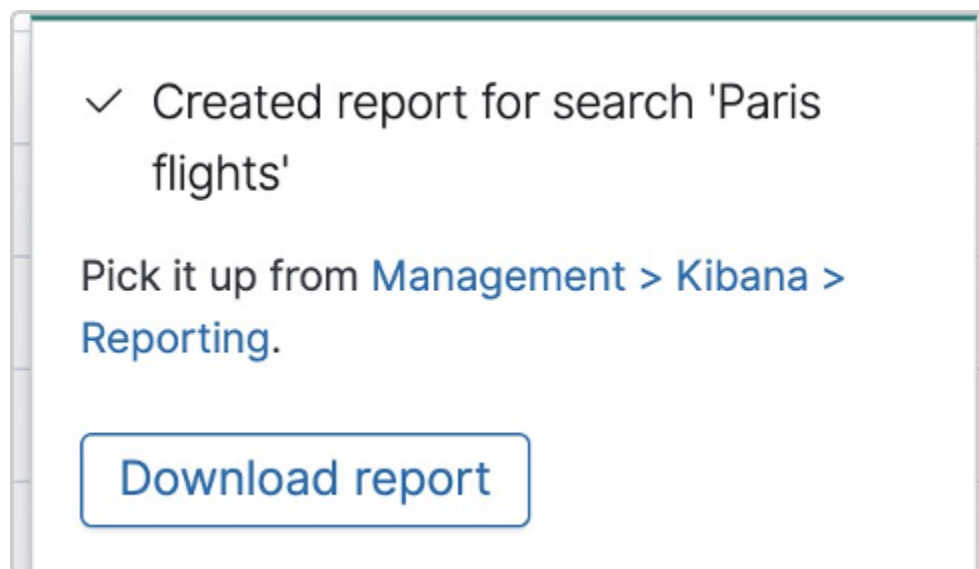 Created report for search 'Paris
flights'
Pick it up from Management > Kibana >
Reporting.
Download report